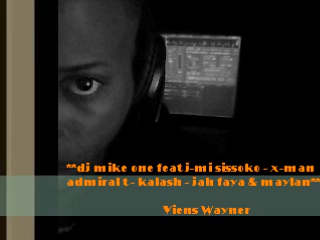 **dj mike one feat j-mi sissoko - x-man
admiral t - kalash - jah faya & maylan**
Viens Wayner